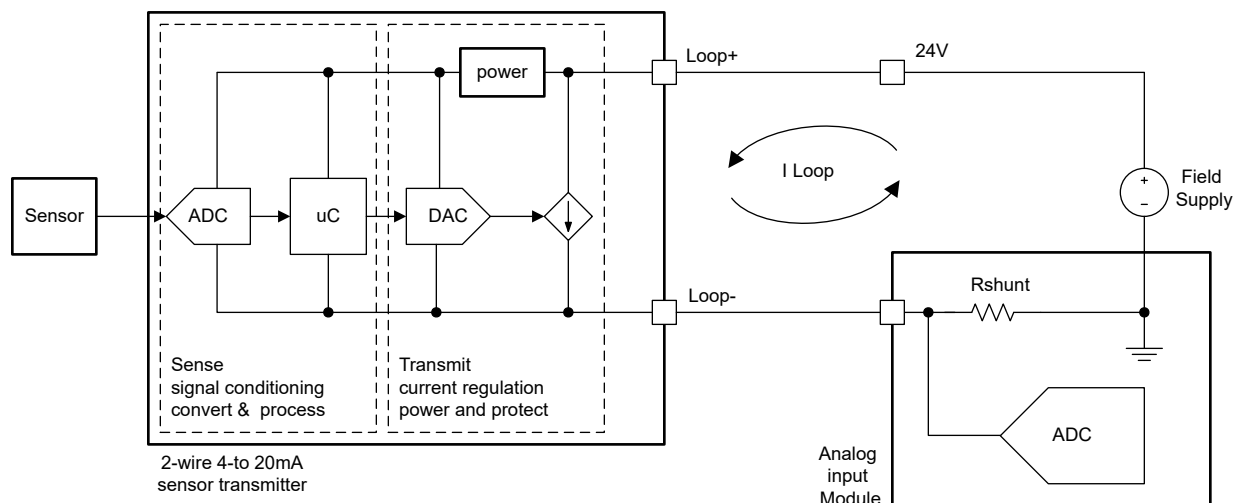 power
Loop+
24V
I Loop
+
−
Field
Supply
Sensor
ADC
uC
DAC
Loop-
Rshunt
Sense
signal conditioning
convert & process
Transmit
current regulation
power and protect
ADC
2-wire 4-to 20mA
sensor transmitter
Analog
input
Module